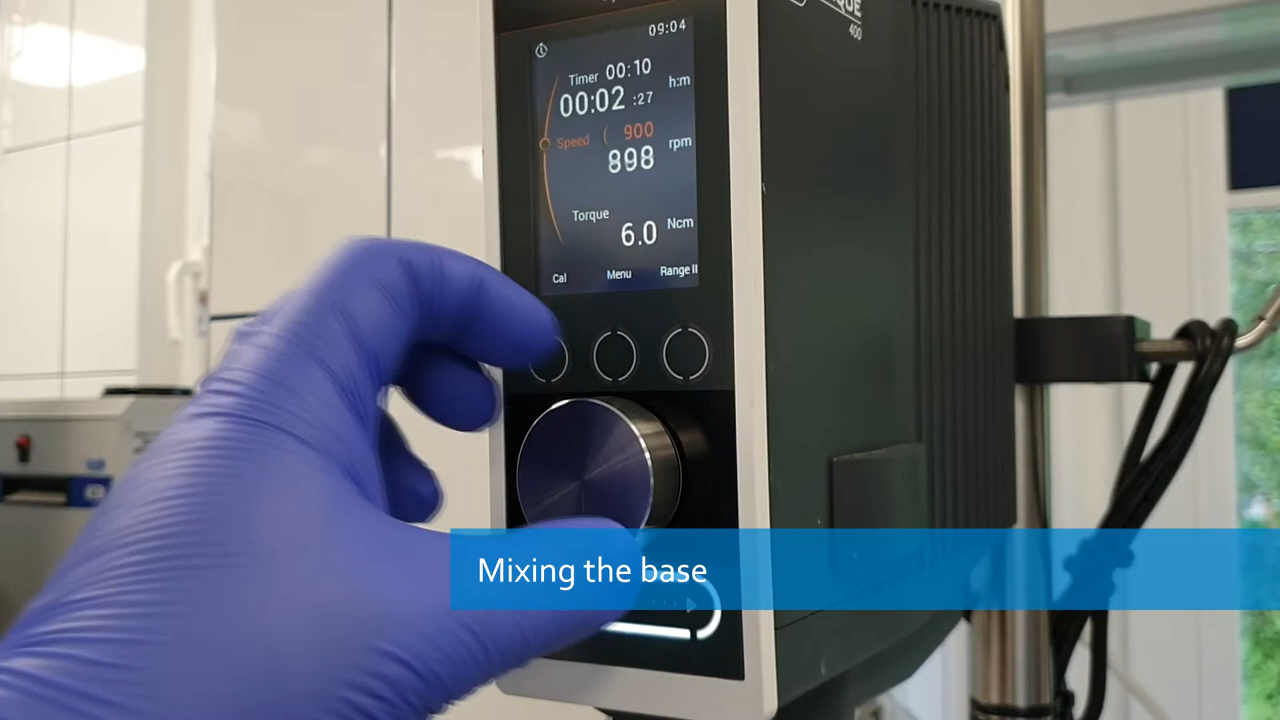 QUE
400
09:04
Timer 00:10
00:02 :27 h:m
Speed ( 900
898 rpm
Torque
6.0 Ncm
Cal Menu Range II
Mixing the base